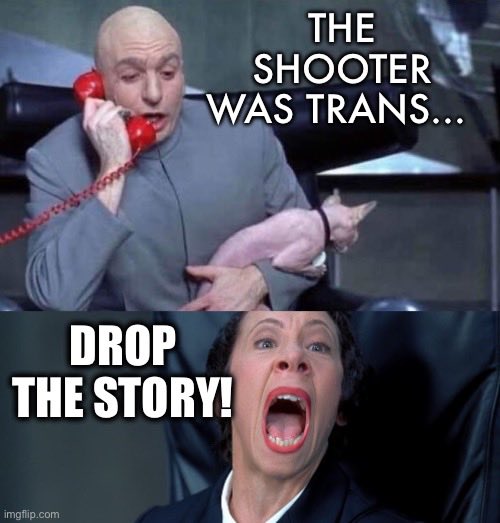 THE
SHOOTER
WAS TRANS...
DROP
THE STORY!
imgflip.com